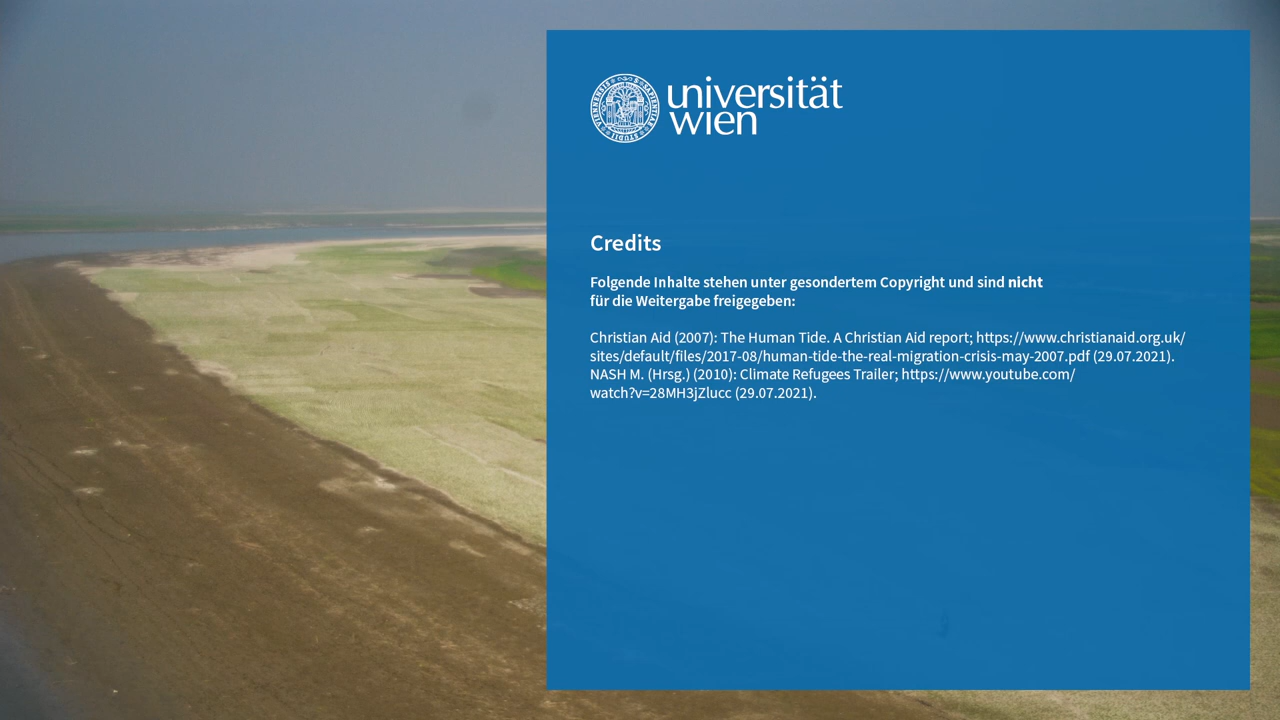 universität
wien
Credits
Folgende Inhalte stehen unter gesondertem Copyright und sind nicht
für die Weitergabe freigegeben:
Christian Aid (2007): The Human Tide. A Christian Aid report; https://www.christianaid.org.uk/
sites/default/files/2017-08/human-tide-the-real-migration-crisis-may-2007.pdf (29.07.2021).
NASH M. (Hrsg.) (2010): Climate Refugees Trailer; https://www.youtube.com/
watch?v=28MH3jZlucc (29.07.2021).